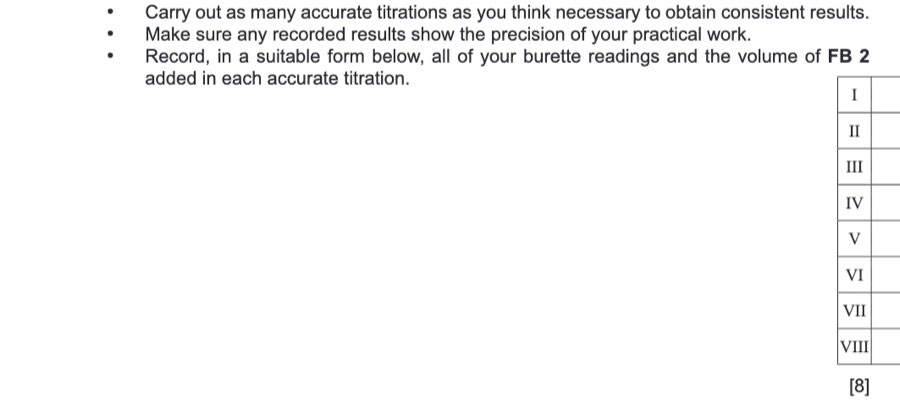 • Carry out as many accurate titrations as you think necessary to obtain consistent results.
• Make sure any recorded results show the precision of your practical work.
• Record, in a suitable form below, all of your burette readings and the volume of FB 2
added in each accurate titration.
I
II
III
IV
V
VI
VII
VIII
[8]